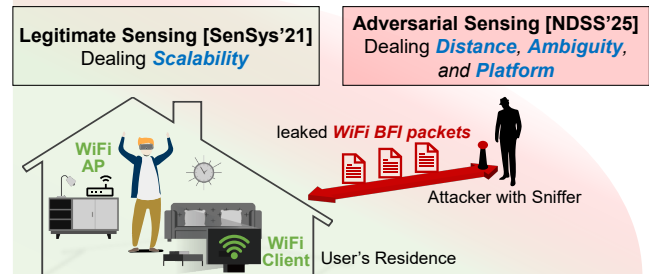 Legitimate Sensing [SenSys'21]
Dealing Scalability
Adversarial Sensing [NDSS'25]
Dealing Distance, Ambiguity,
and Platform
leaked WiFi BFI packets
WiFi
AP
Attacker with Sniffer
WiFi
Client
User's Residence